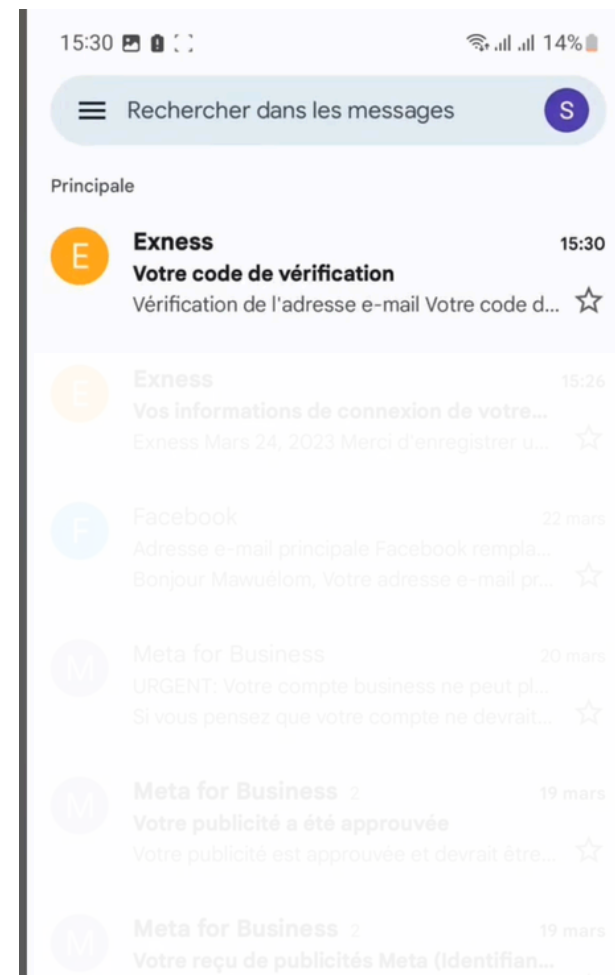 15:30
14%
Rechercher dans les messages
S
Principale
E
Exness
15:30
Votre code de vérification
Vérification de l'adresse e-mail Votre code d...
E
Exness
15:26
Vos informations de connexion de votre...
Exness Mars 24, 2023 Merci d'enregistrer u...
F
Facebook
22 mars
Adresse e-mail principale Facebook rempla...
Bonjour Mawuélom, Votre adresse e-mail pr...
M
Meta for Business
20 mars
URGENT: Votre compte business ne peut pl...
Si vous pensez que votre compte ne devrait...
M
Meta for Business 2
19 mars
Votre publicité a été approuvée
Votre publicité est approuvée et devrait être...
M
Meta for Business 2
19 mars
Votre reçu de publicités Meta (Identifian...